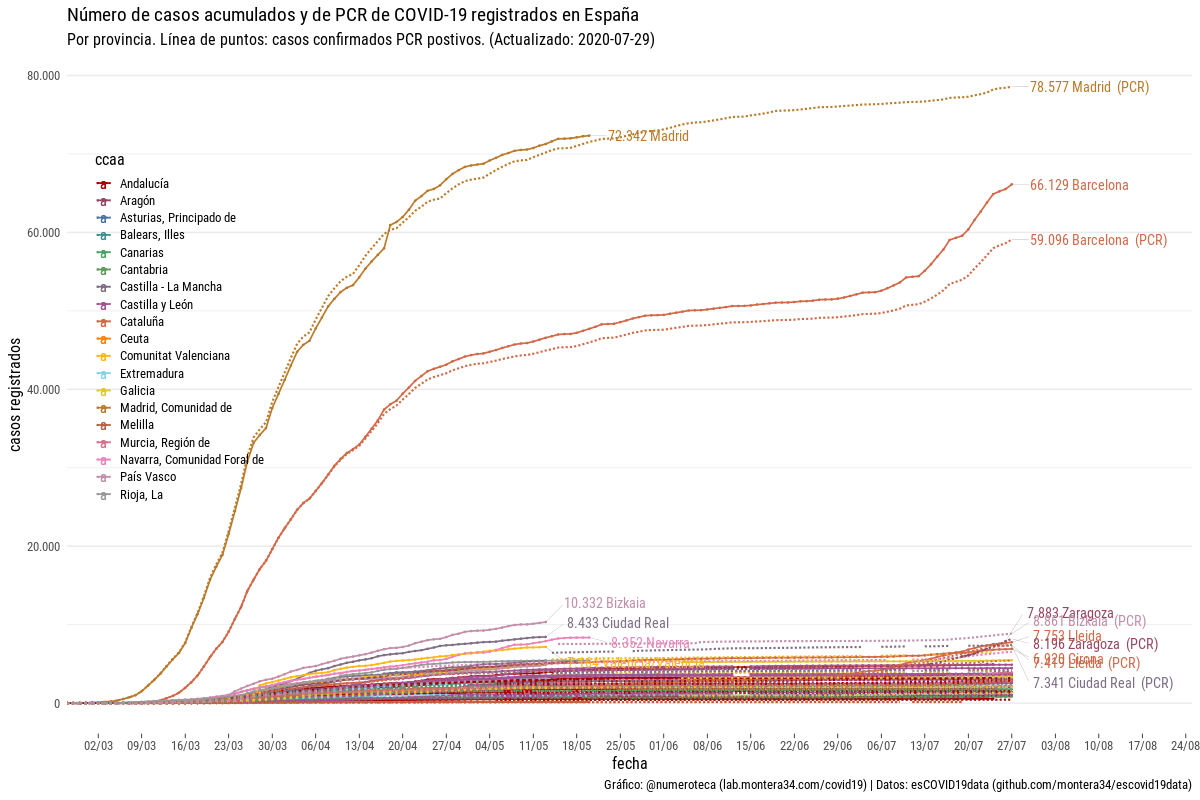 Número de casos acumulados y de PCR de COVID-19 registrados en España
Por provincia. Línea de puntos: casos confirmados PCR postivos. (Actualizado: 2020-07-29)
80.000
60.000
40.000
20.000
0
casos registrados
ccaa
Andalucía
Aragón
Asturias, Principado de
Balears, Illes
Canarias
Cantabria
Castilla - La Mancha
Castilla y León
Cataluña
Ceuta
Comunitat Valenciana
Extremadura
Galicia
Madrid, Comunidad de
Melilla
Murcia, Región de
Navarra, Comunidad Foral de
País Vasco
Rioja, La
78.577 Madrid (PCR)
72.342 Madrid
66.129 Barcelona
59.096 Barcelona (PCR)
10.332 Bizkaia
8.433 Ciudad Real
8.352 Navarra
7.883 Zaragoza
8.861 Bizkaia (PCR)
7.753 Lleida
8.196 Zaragoza (PCR)
6.920 Girona
Lleida (PCR)
7.341 Ciudad Real (PCR)
02/03 09/03 16/03 23/03 30/03 06/04 13/04 20/04 27/04 04/05 11/05 18/05 25/05 01/06 08/06 15/06 22/06 29/06 06/07 13/07 20/07 27/07 03/08 10/08 17/08 24/08
fecha
Gráfico: @numeroteca (lab.montera34.com/covid19) | Datos: esCOVID19data (github.com/montera34/escovid19data)